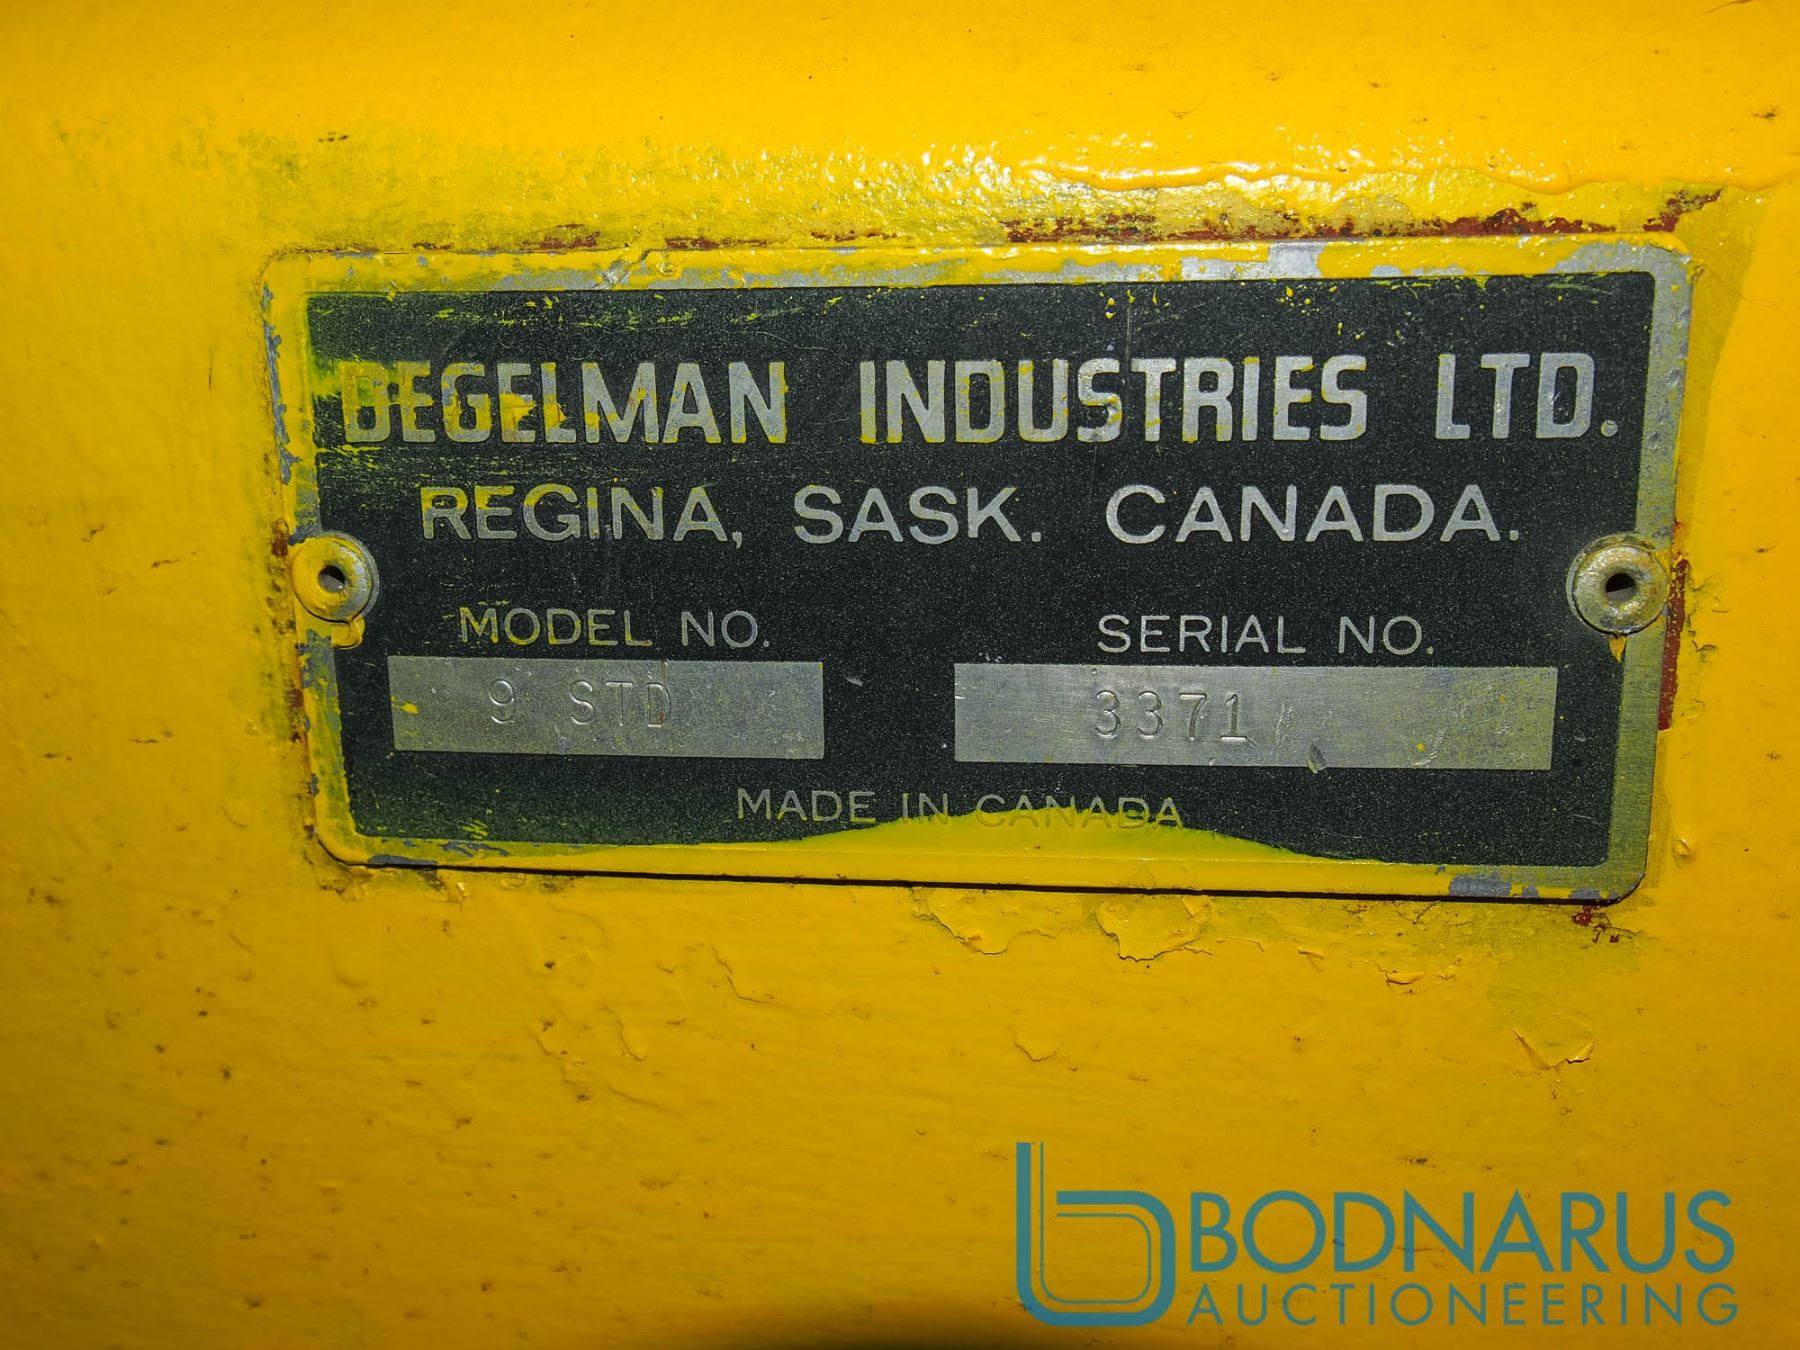 DEGELMAN INDUSTRIES LTD.
REGINA, SASK. CANADA.
MODEL NO. SERIAL NO.
9 STD 3371
MADE IN CANADA
BODNARUS
AUCTIONEERING